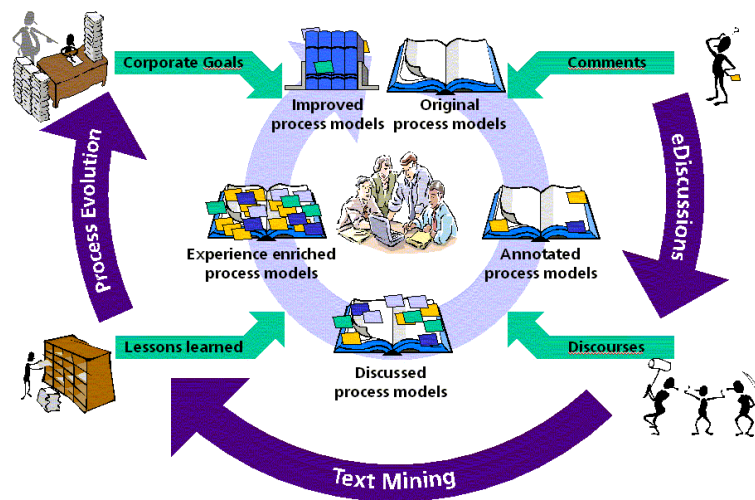 Corporate Goals
Comments
Improved
process models
Original
process models
eDiscussions
Process Evolution
Experience enriched
process models
Annotated
process models
Lessons learned
Discourses
Discussed
process models
Text Mining